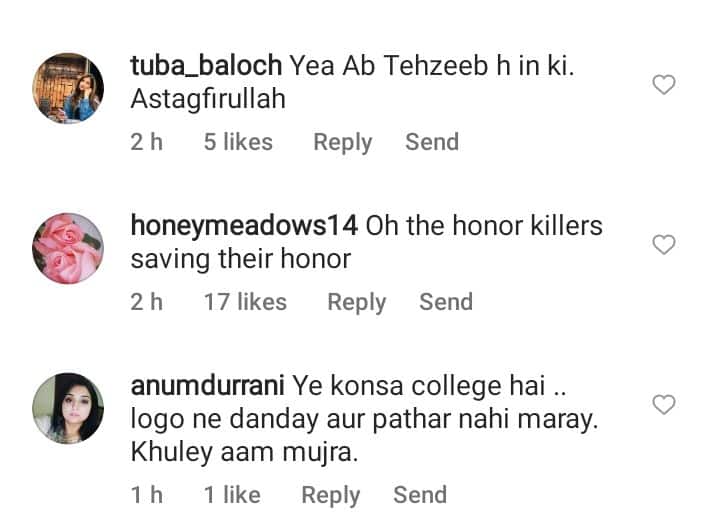 tuba_baloch Yea Ab Tehzeeb h in ki.
Astagfirullah
2 h 5 likes Reply Send
honeymeadows14 Oh the honor killers
saving their honor
2 h 17 likes Reply Send
anumdurrani Ye konsa college hai ..
logo ne danday aur pathar nahi maray.
Khuley aam mujra.
1 h 1 like Reply Send